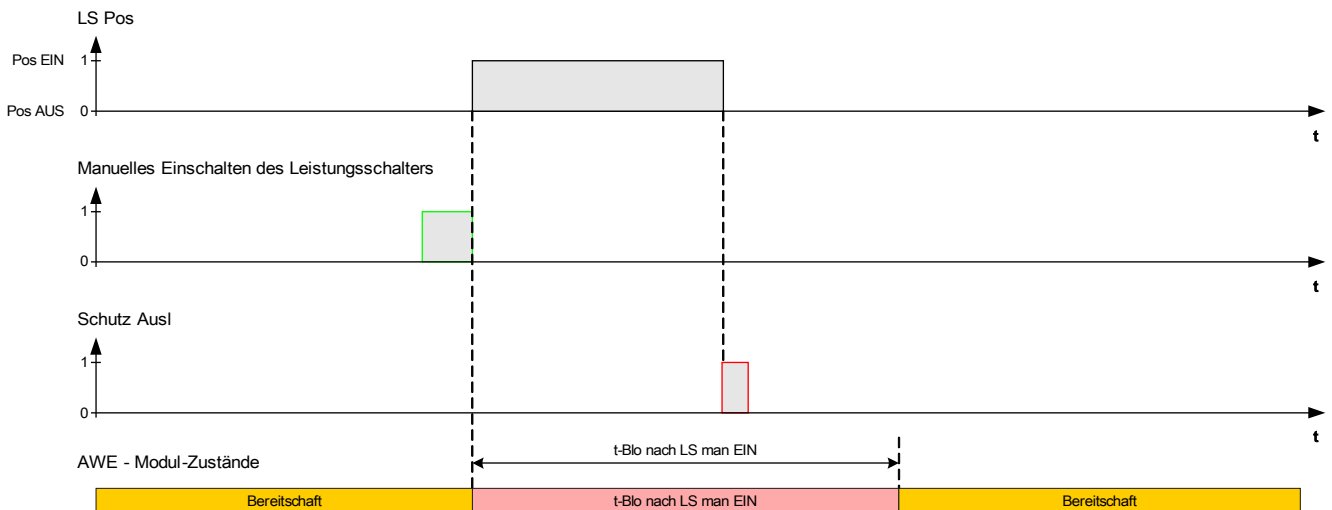 LS Pos
Pos EIN 1
Pos AUS 0
t
Manuelles Einschalten des Leistungsschalters
1
0
t
Schutz Ausl
1
0
t
AWE - Modul-Zustände
t-Blo nach LS man EIN
Bereitschaft t-Blo nach LS man EIN Bereitschaft